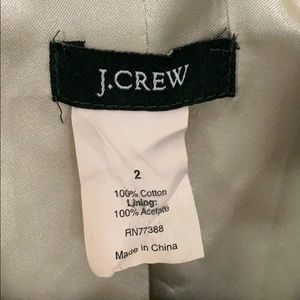 J.CREW
2
100% Cotton
Lining:
100% Acetate
RN77388
Made in China